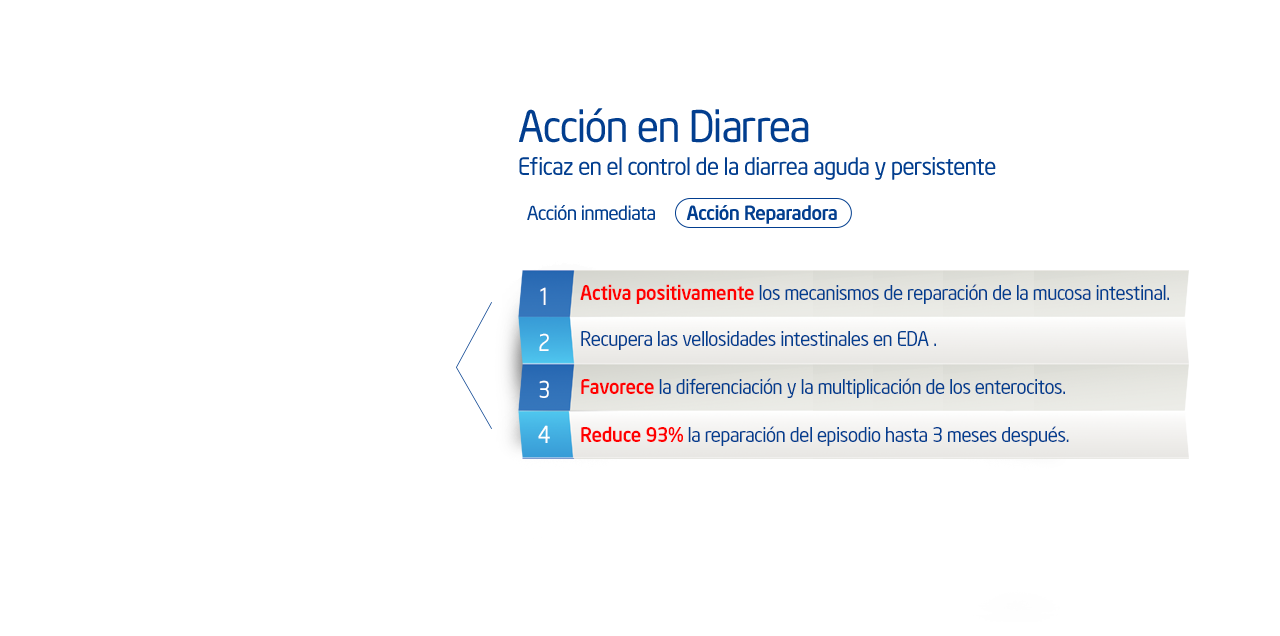 Acción en Diarrea
Eficaz en el control de la diarrea aguda y persistente
Acción inmediata Acción Reparadora
1 Activa positivamente los mecanismos de reparación de la mucosa intestinal.
2 Recupera las vellosidades intestinales en EDA .
3 Favorece la diferenciación y la multiplicación de los enterocitos.
4 Reduce 93% la reparación del episodio hasta 3 meses después.